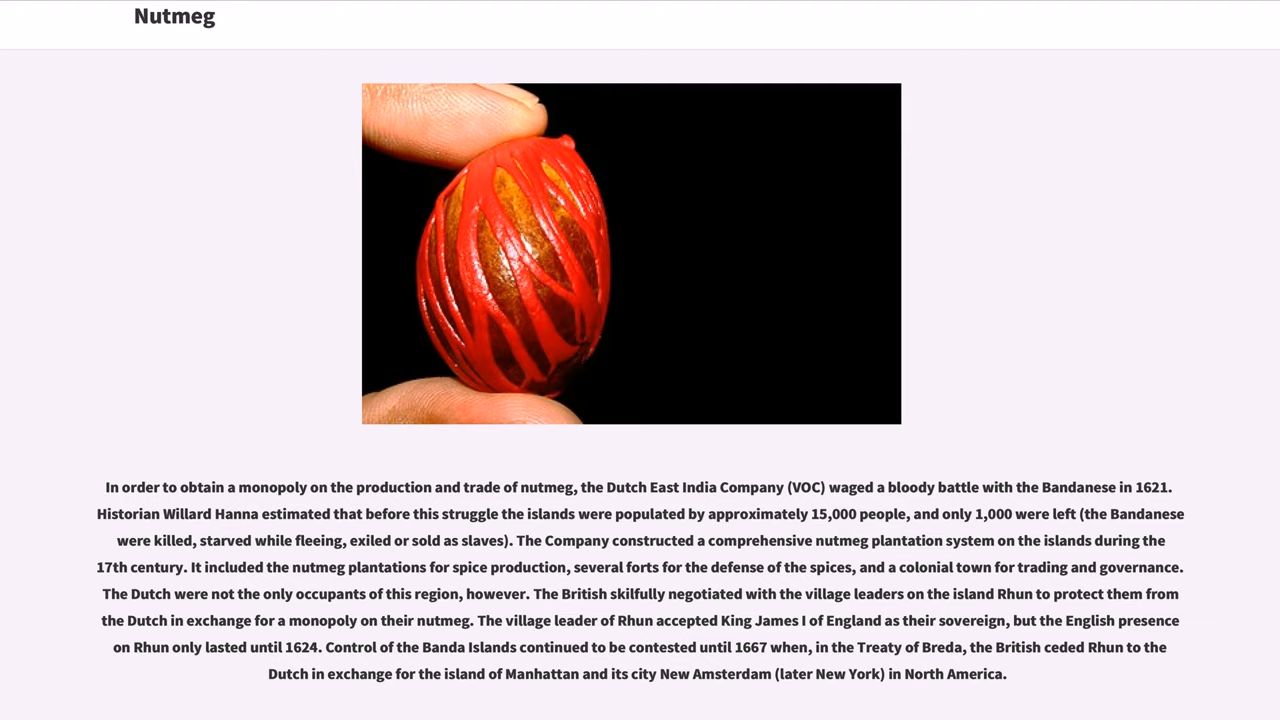 Nutmeg
In order to obtain a monopoly on the production and trade of nutmeg, the Dutch East India Company (VOC) waged a bloody battle with the Bandanese in 1621.
Historian Willard Hanna estimated that before this struggle the islands were populated by approximately 15,000 people, and only 1,000 were left (the Bandanese
were killed, starved while fleeing, exiled or sold as slaves). The Company constructed a comprehensive nutmeg plantation system on the islands during the
17th century. It included the nutmeg plantations for spice production, several forts for the defense of the spices, and a colonial town for trading and governance.
The Dutch were not the only occupants of this region, however. The British skilfully negotiated with the village leaders on the island Rhun to protect them from
the Dutch in exchange for a monopoly on their nutmeg. The village leader of Rhun accepted King James I of England as their sovereign, but the English presence
on Rhun only lasted until 1624. Control of the Banda Islands continued to be contested until 1667 when, in the Treaty of Breda, the British ceded Rhun to the
Dutch in exchange for the island of Manhattan and its city New Amsterdam (later New York) in North America.